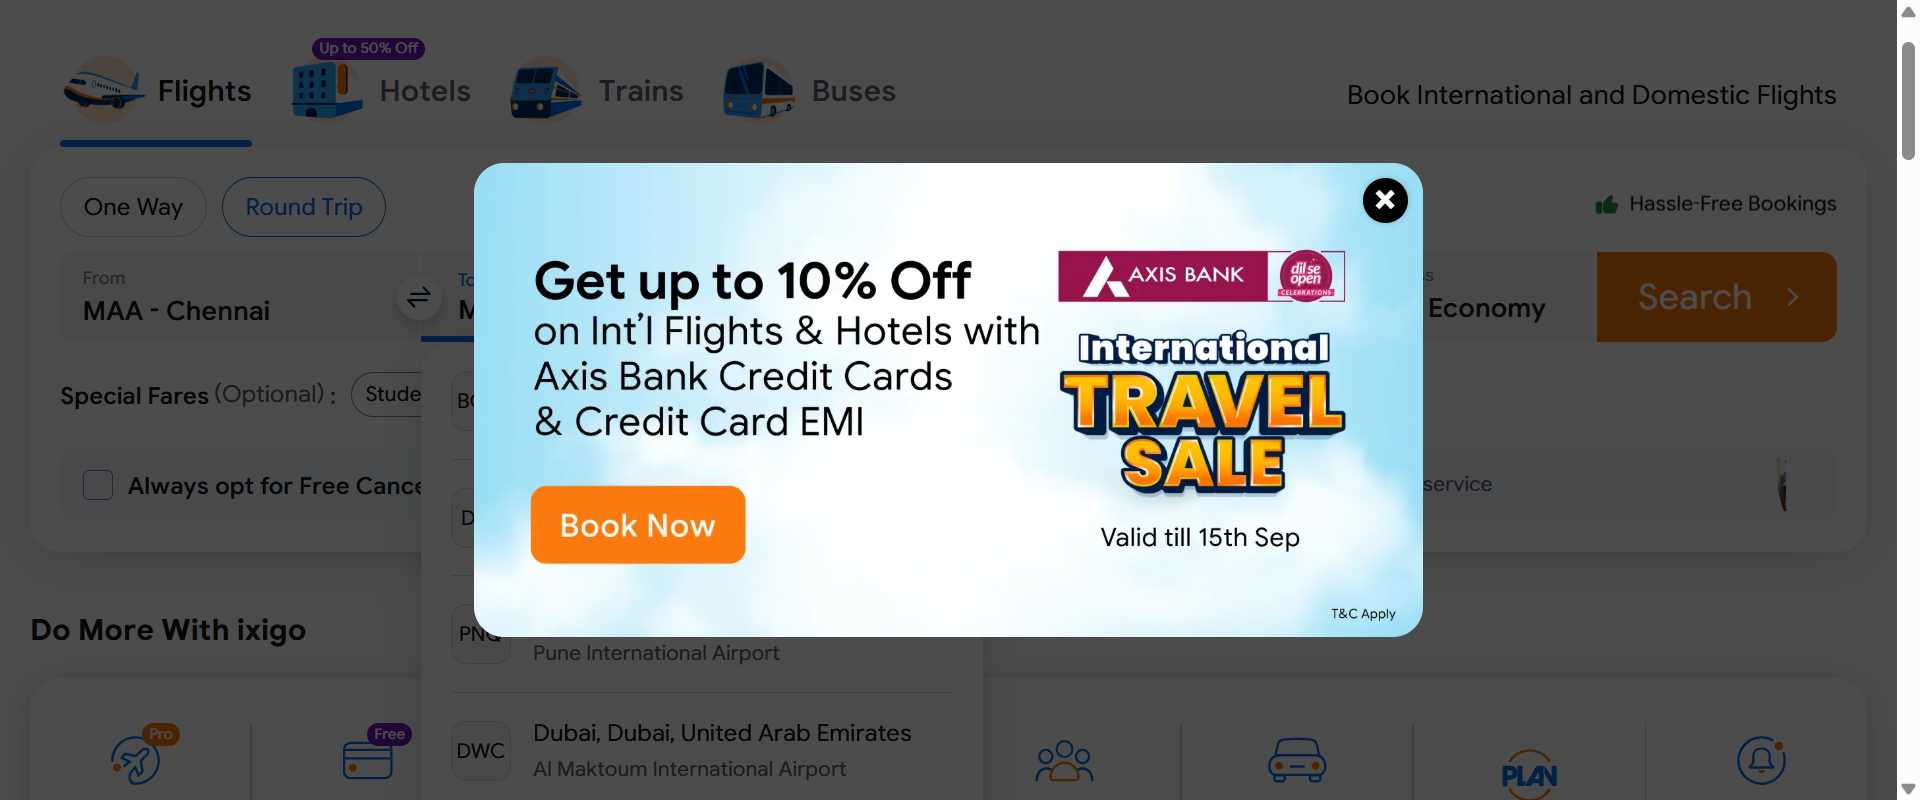 Up to 50% Off
Flights
Hotels
Trains
Buses
Book International and Domestic Flights
One Way
Round Trip
Hassle-Free Bookings
From
MAA - Chennai
To
Economy
Search
Special Fares (Optional) :
Always opt for Free
service
Get up to 10% Off
on Int'l Flights & Hotels with
Axis Bank Credit Cards
& Credit Card EMI
Book Now
AXIS BANK
dil se
open
CELEBRATIONS
International
TRAVEL
SALE
Valid till 15th Sep
T&C Apply
PNQ
Pune International Airport
DWC
Dubai, Dubai, United Arab Emirates
Al Maktoum International Airport
Do More With ixigo
Pro
Free
PLAN